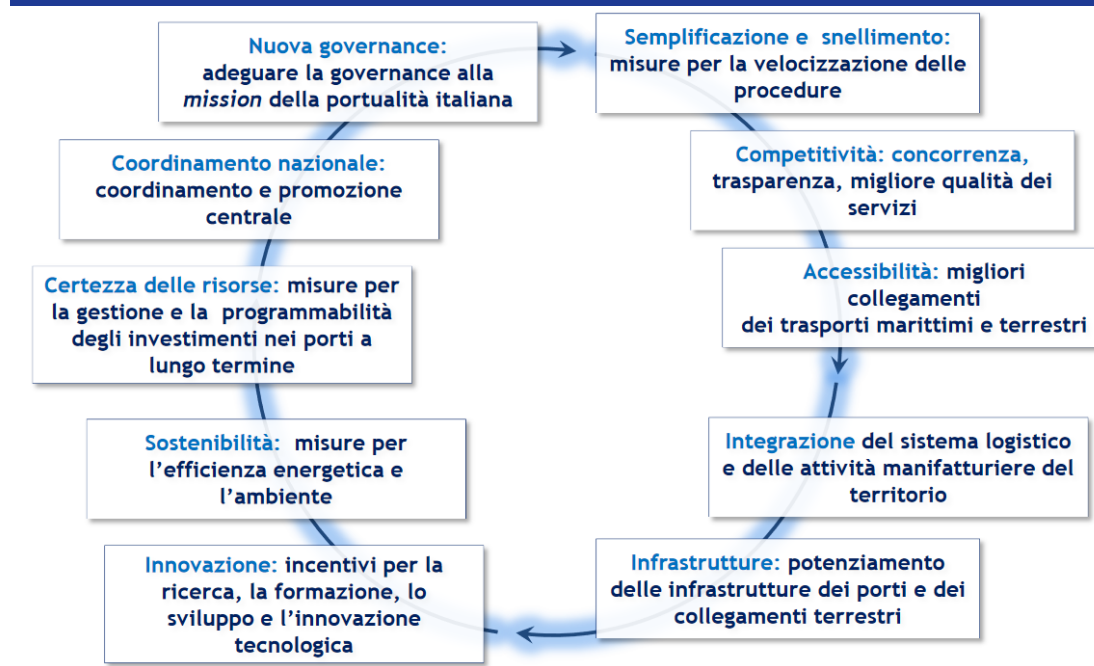 Nuova governance:
adeguare la governance alla
mission della portualità italiana
Semplificazione e snellimento:
misure per la velocizzazione delle
procedure
Competitività: concorrenza,
trasparenza, migliore qualità dei
servizi
Accessibilità: migliori
collegamenti
dei trasporti marittimi e terrestri
Integrazione del sistema logistico
e delle attività manifatturiere del
territorio
Infrastrutture: potenziamento
delle infrastrutture dei porti e dei
collegamenti terrestri
Innovazione: incentivi per la
ricerca, la formazione, lo
sviluppo e l'innovazione
tecnologica
Sostenibilità: misure per
l'efficienza energetica e
l'ambiente
Certezza delle risorse: misure per
la gestione e la programmabilità
degli investimenti nei porti a
lungo termine
Coordinamento nazionale:
coordinamento e promozione
centrale